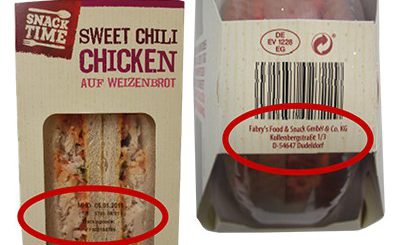 SNACK
TIME
SWEET CHILI
CHICKEN
AUF WEIZENBROT
MHD
DE
EV 1228
EG
Fabry's Food & Snack GmbH & Co. KG
Kollenbergstraße 1/3
D-54647 Dudeldorf